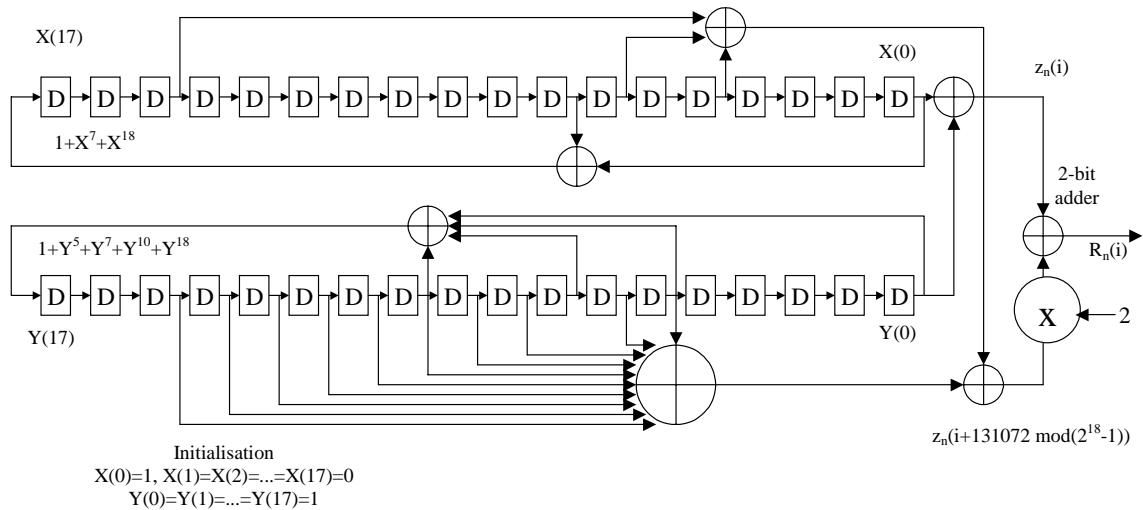 X(17)
X(0)
z_n(i)
D D D D D D D D D D D D D D D D D D
1+X^7+X^18
2-bit
adder
1+Y^5+Y^7+Y^10+Y^18
R_n(i)
D D D D D D D D D D D D D D D D D D
X
2
Y(17)
Y(0)
z_n(i+131072 mod(2^18-1))
Initialisation
X(0)=1, X(1)=X(2)=...=X(17)=0
Y(0)=Y(1)=...=Y(17)=1